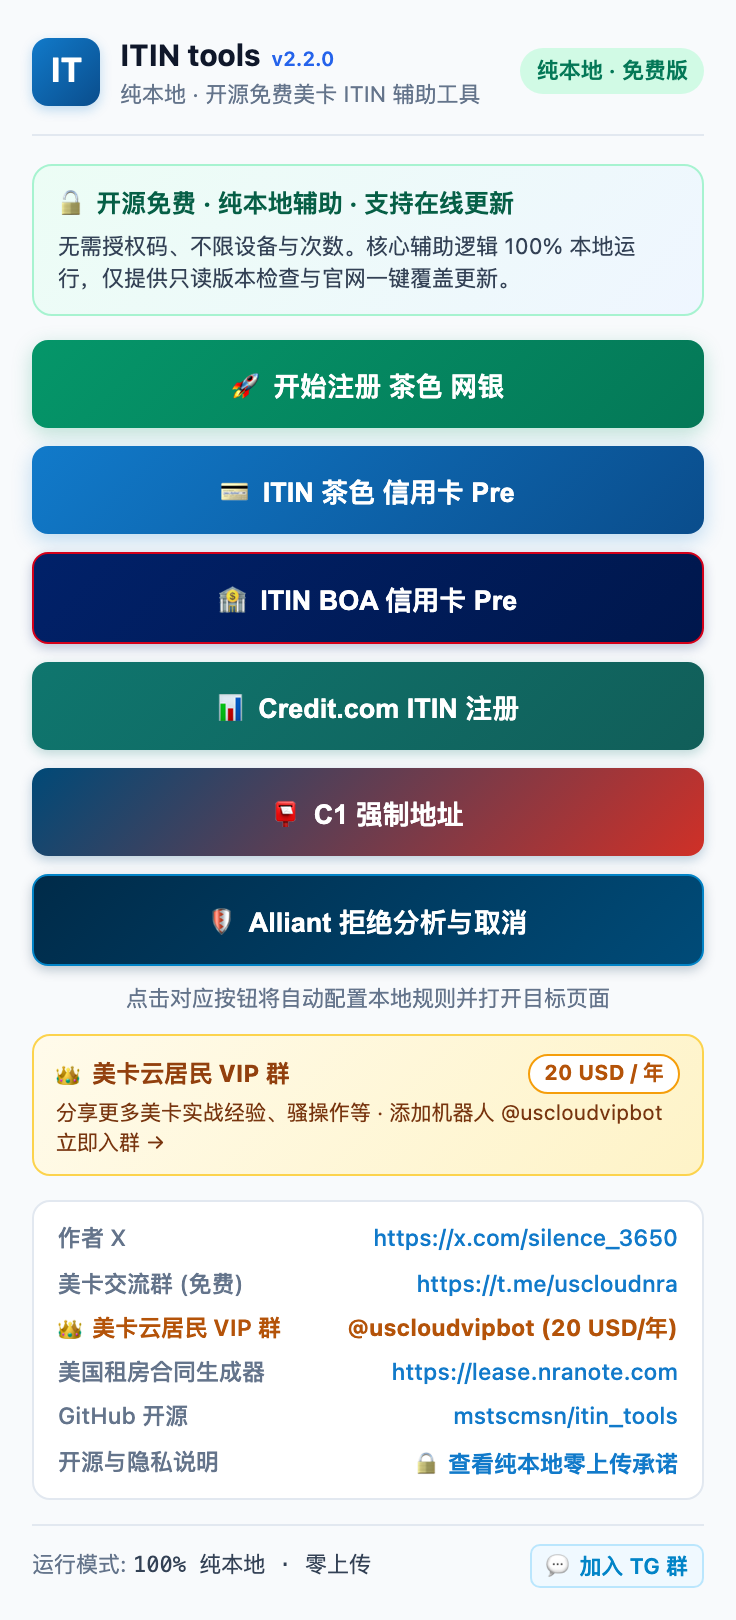 IT
ITIN tools v2.2.0
纯本地 · 开源免费美卡 ITIN 辅助工具
纯本地 · 免费版
开源免费 · 纯本地辅助 · 支持在线更新
无需授权码、不限设备与次数。核心辅助逻辑 100% 本地运
行，仅提供只读版本检查与官网一键覆盖更新。
开始注册 茶色 网银
ITIN 茶色 信用卡 Pre
ITIN BOA 信用卡 Pre
Credit.com ITIN 注册
C1 强制地址
Alliant 拒绝分析与取消
点击对应按钮将自动配置本地规则并打开目标页面
美卡云居民 VIP 群 20 USD / 年
分享更多美卡实战经验、骚操作等 · 添加机器人 @uscloudvipbot
立即入群 →
作者 X https://x.com/silence_3650
美卡交流群 (免费) https://t.me/uscloudnra
美卡云居民 VIP 群 @uscloudvipbot (20 USD/年)
美国租房合同生成器 https://lease.nranote.com
GitHub 开源 mstscmsn/itin_tools
开源与隐私说明 查看纯本地零上传承诺
运行模式: 100% 纯本地 · 零上传 加入 TG 群